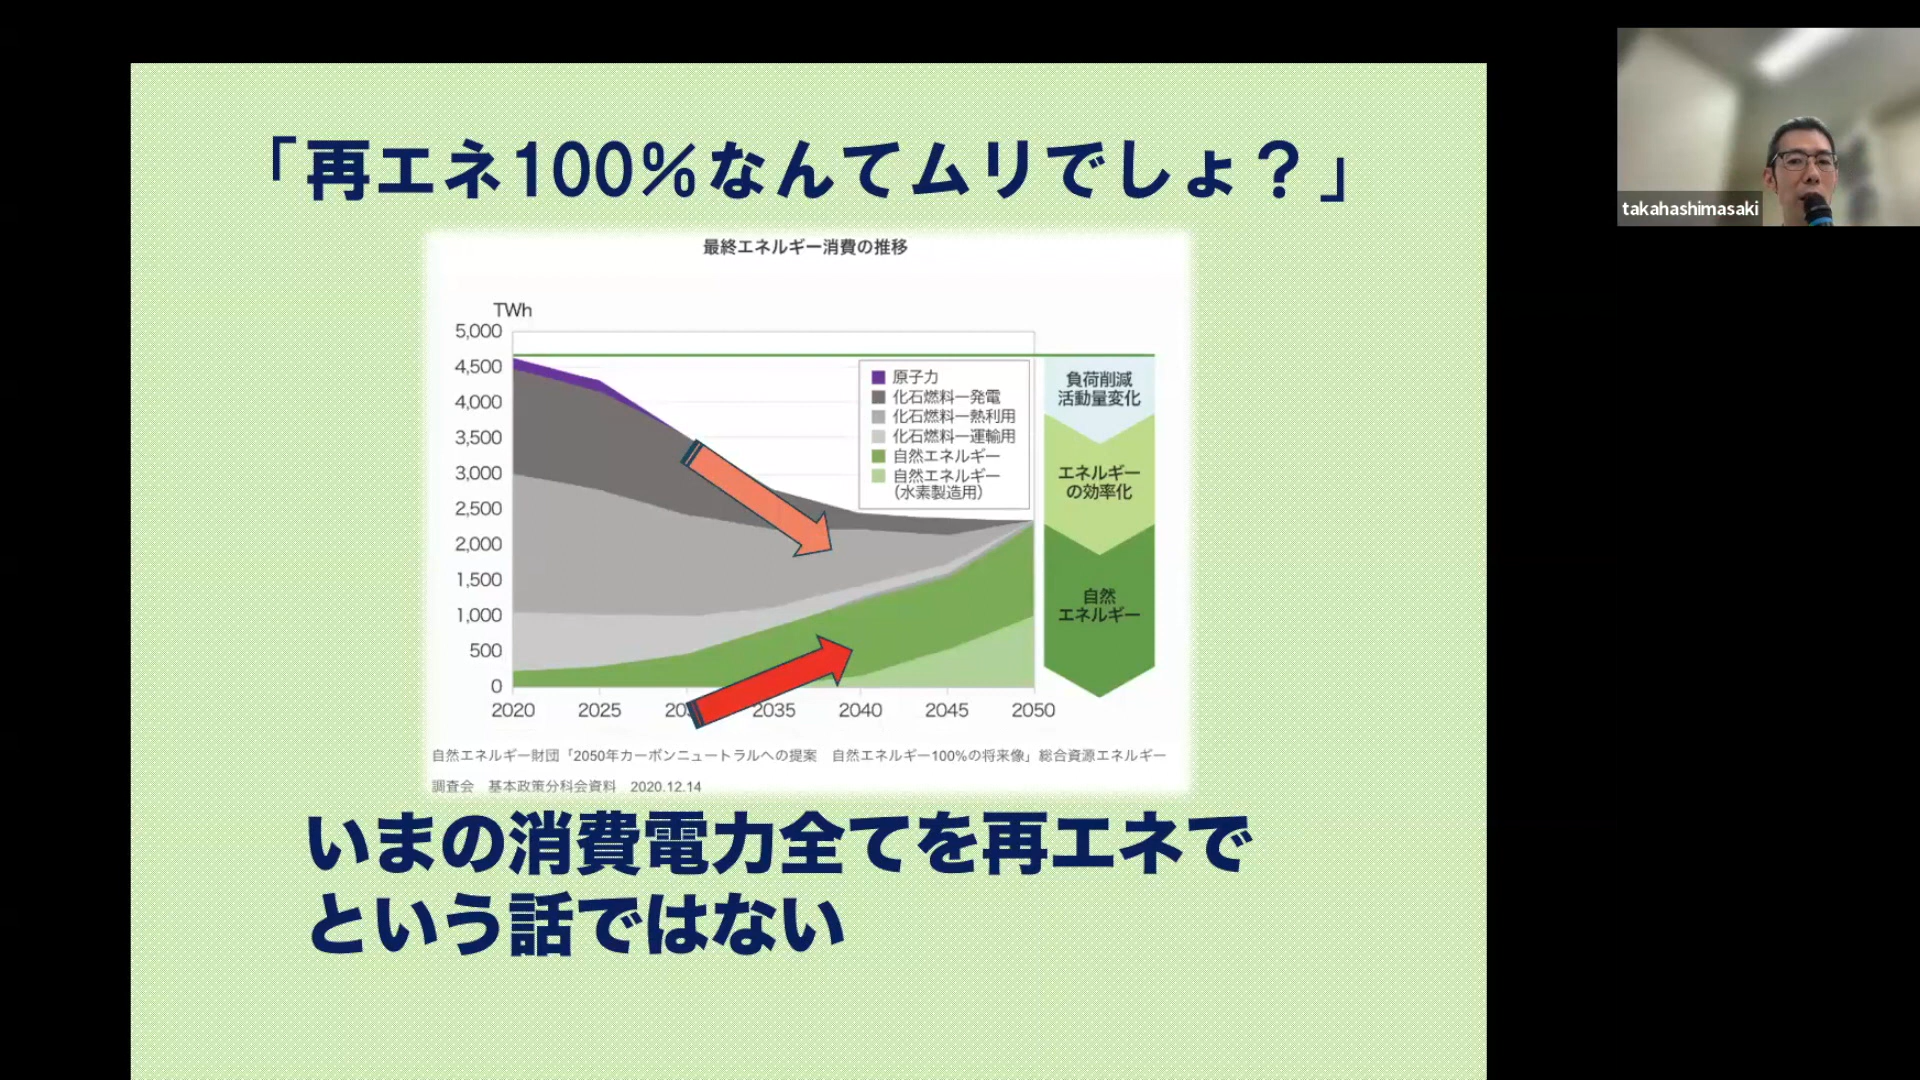 「再エネ100%なんてムリでしょ？」
takahashimasaki
最終エネルギー消費の推移
TWh
5,000
4,500
4,000
3,500
3,000
2,500
2,000
1,500
1,000
500
0
原子力
化石燃料ー発電
化石燃料ー熱利用
化石燃料ー運輸用
自然エネルギー
自然エネルギー
（水素製造用）
負荷削減
活動量変化
エネルギー
の効率化
自然
エネルギー
2020 2025 2035 2040 2045 2050
自然エネルギー財団「2050年カーボンニュートラルへの提案　自然エネルギー100%の将来像」総合資源エネルギー
調査会　基本政策分科会資料　2020.12.14
いまの消費電力全てを再エネで
という話ではない